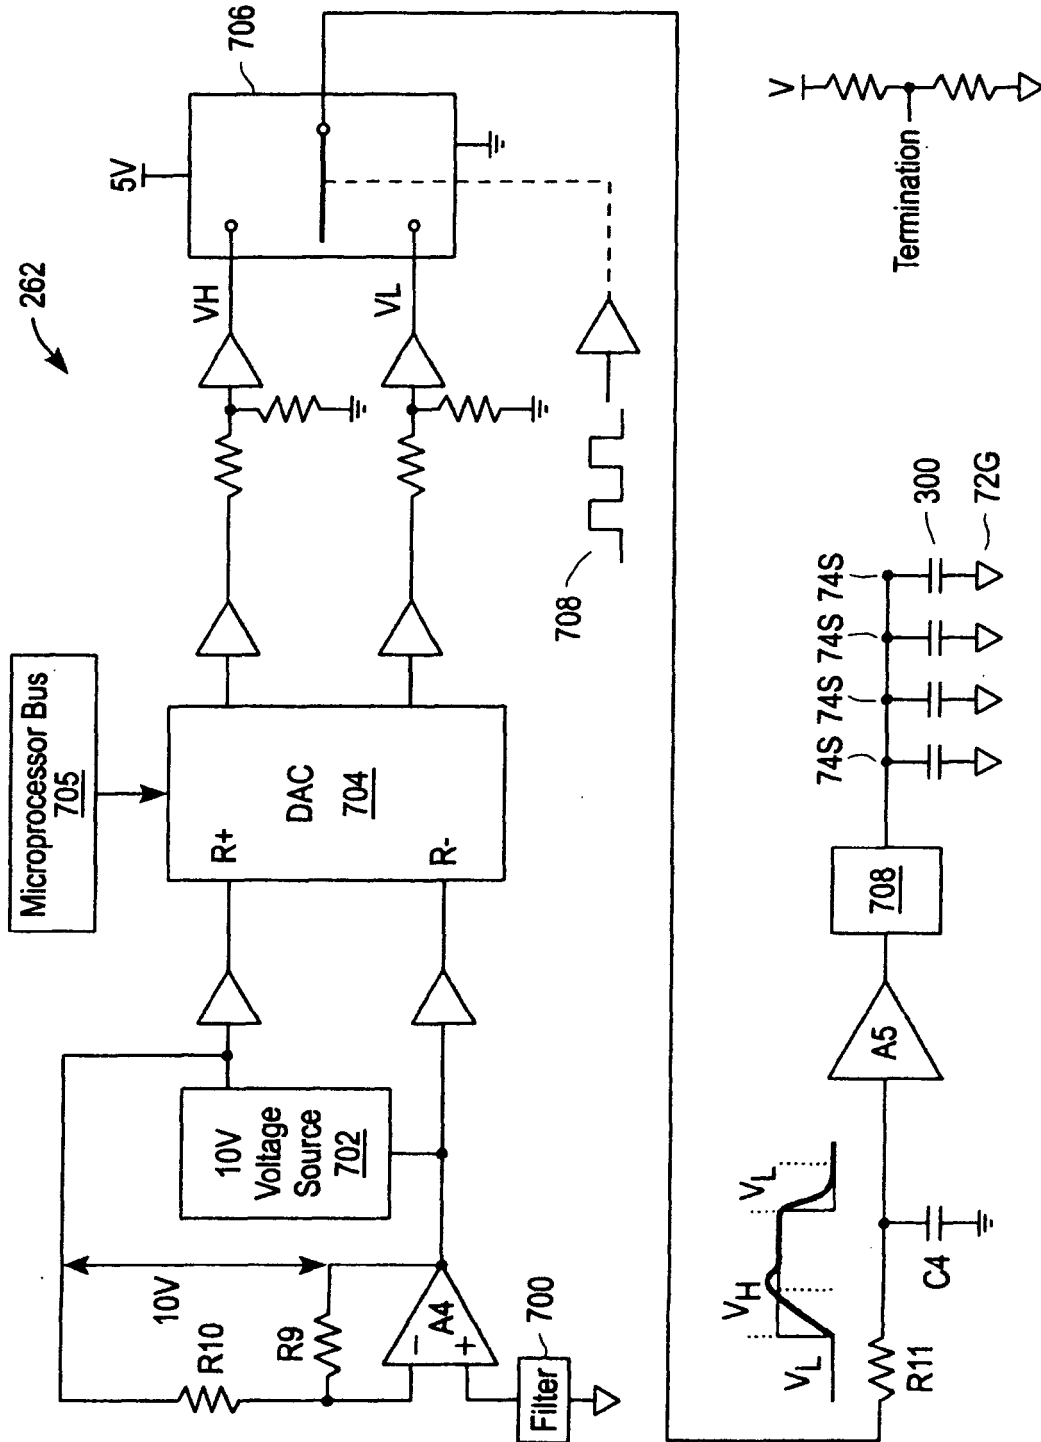 262
Microprocessor Bus
705
5V
706
VH
VL
R+
R-
DAC
704
10V
Voltage
Source
702
10V
R10
R9
A4
-
+
Filter
700
708
V
Termination
VL
VH
VL
R11
C4
A5
708
74S
74S
74S
74S
300
72G